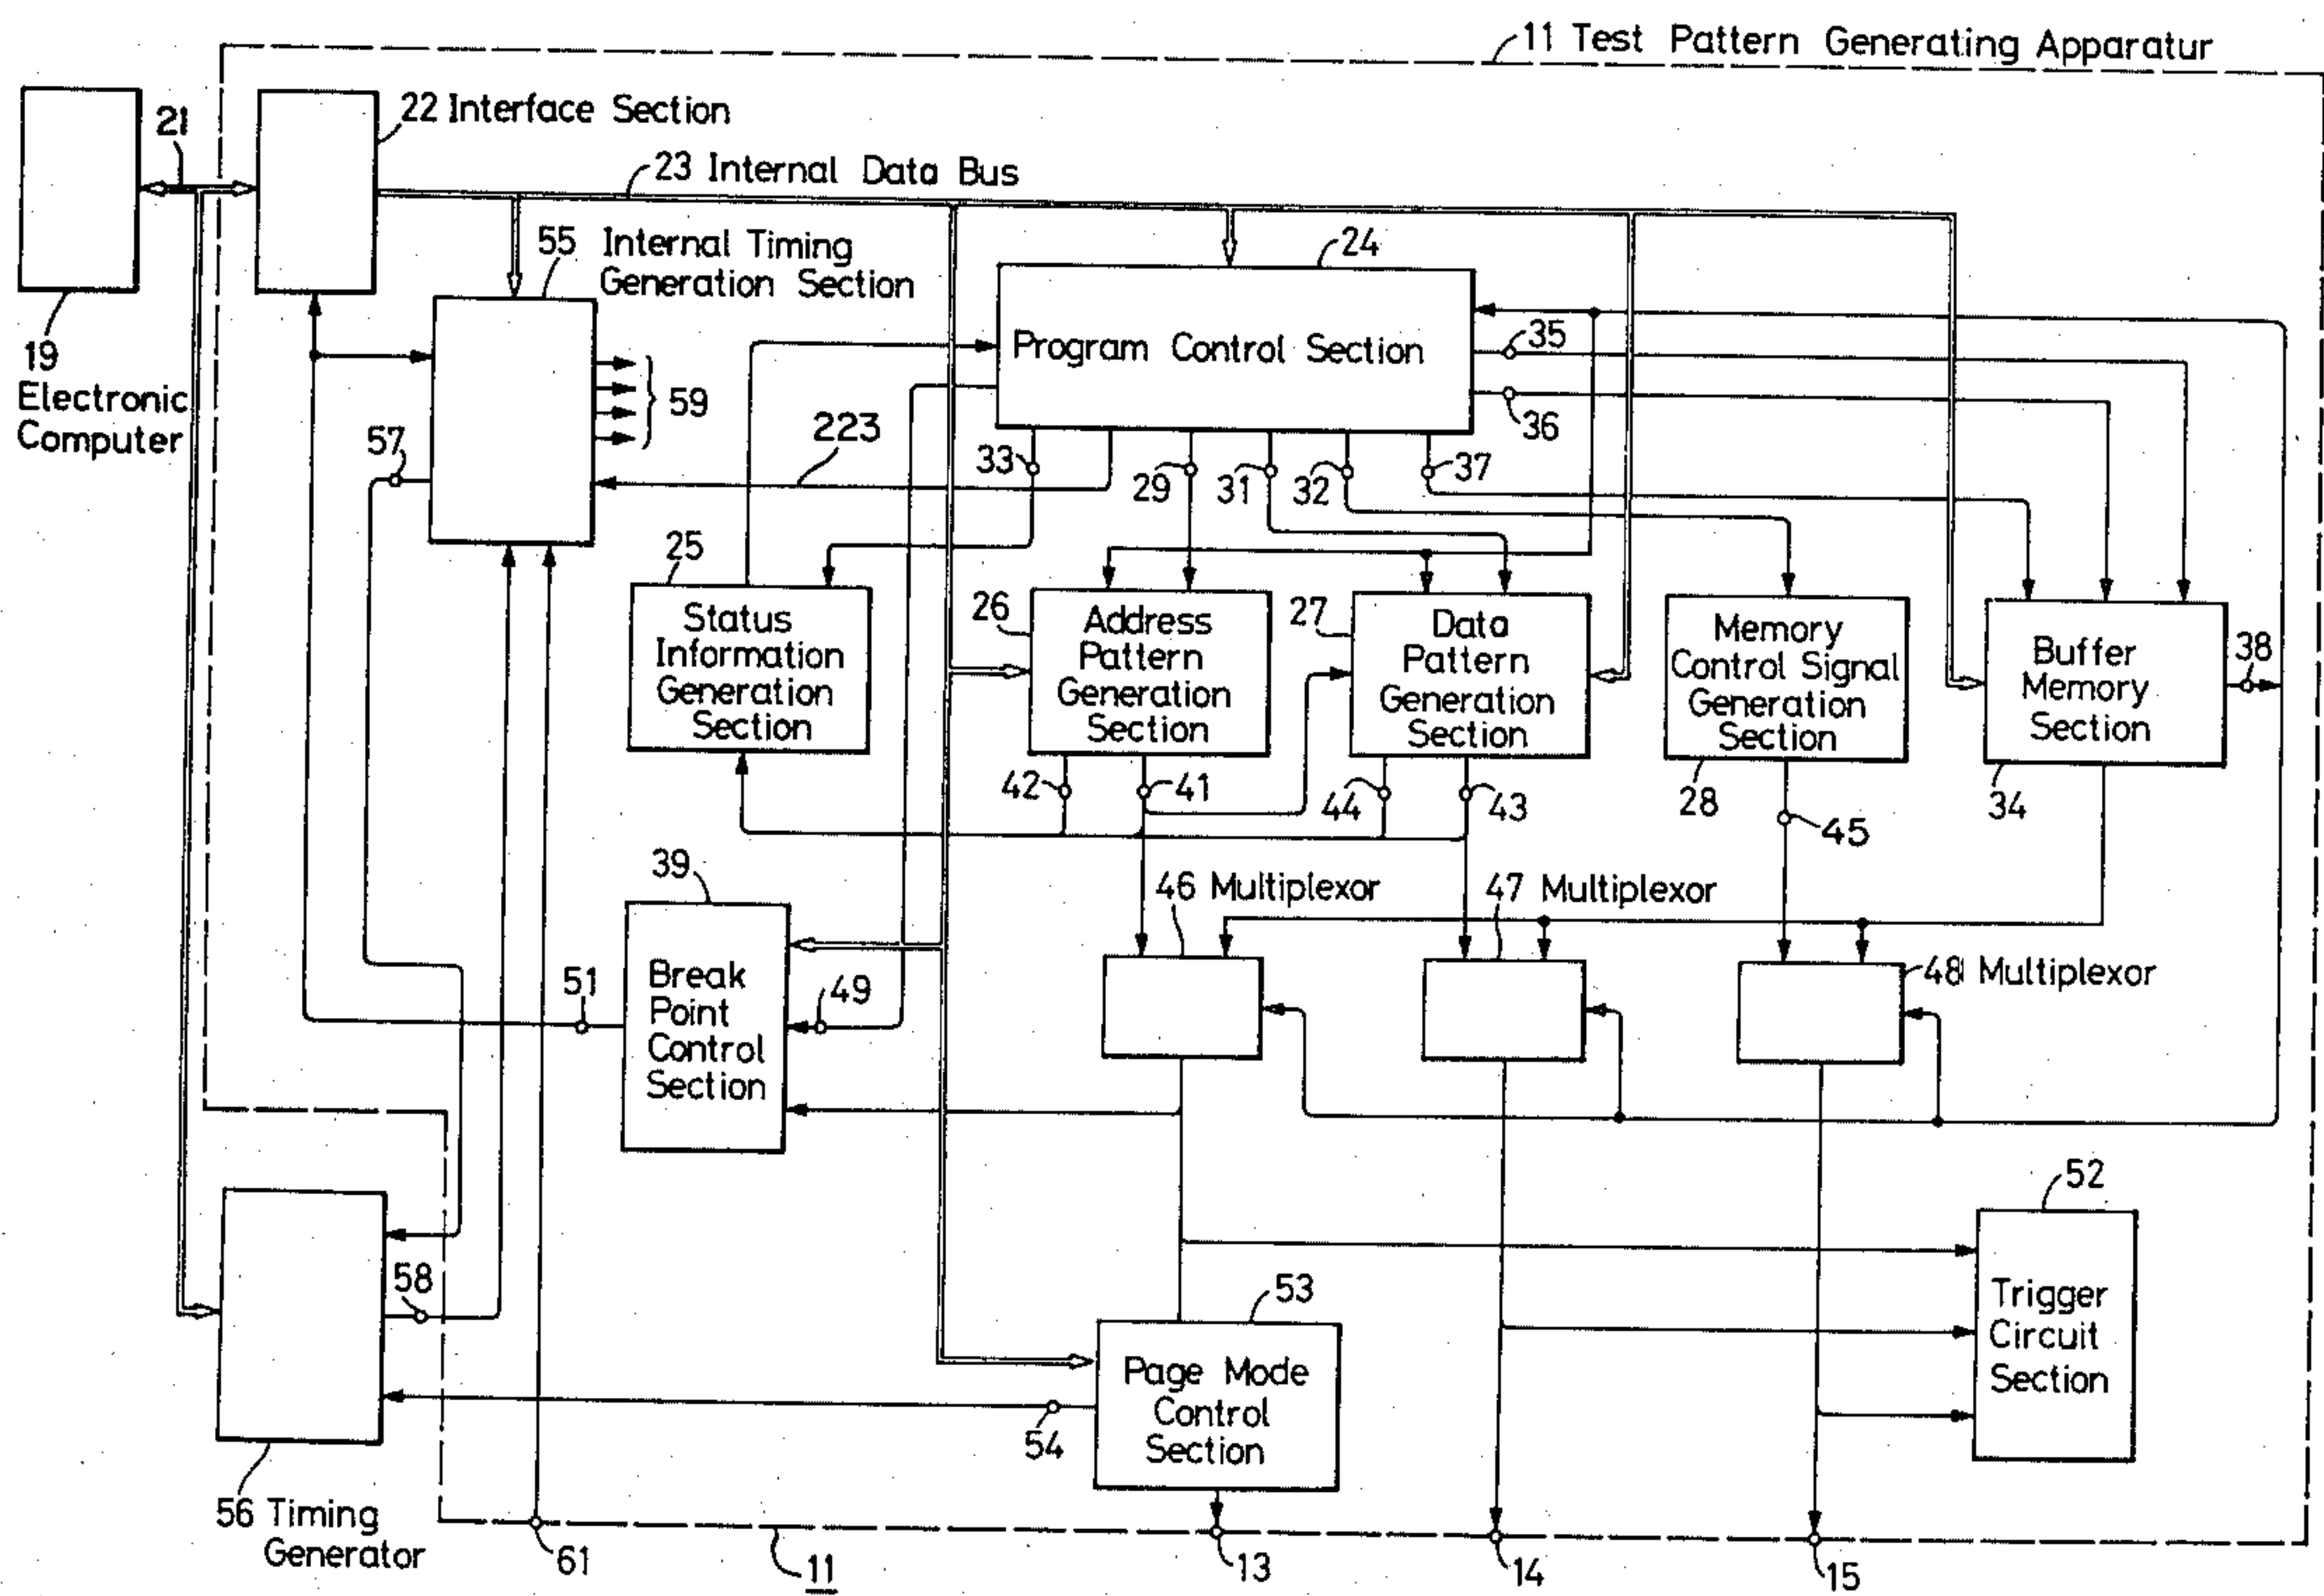 11 Test Pattern Generating Apparatur
21
22 Interface Section
23 Internal Data Bus
55 Internal Timing
Generation Section
24
19
Electronic
Computer
Program Control Section
35
36
59
57
223
33
29
31
32
37
25
Status
Information
Generation
Section
26
Address
Pattern
Generation
Section
27
Data
Pattern
Generation
Section
Memory
Control Signal
Generation
Section
28
Buffer
Memory
Section
34
38
42
41
44
43
45
39
Break
Point
Control
Section
46 Multiplexor
47 Multiplexor
48 Multiplexor
51
49
52
Trigger
Circuit
Section
58
53
Page Mode
Control
Section
54
56 Timing
Generator
61
11
13
14
15